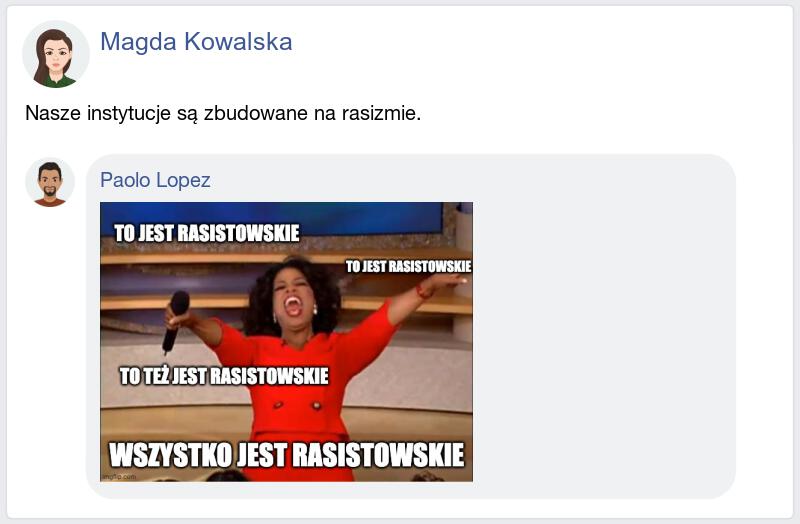 Magda Kowalska
Nasze instytucje są zbudowane na rasizmie.
Paolo Lopez
TO JEST RASISTOWSKIE
TO JEST RASISTOWSKIE
TO TEŻ JEST RASISTOWSKIE
WSZYSTKO JEST RASISTOWSKIE
imgflip.com